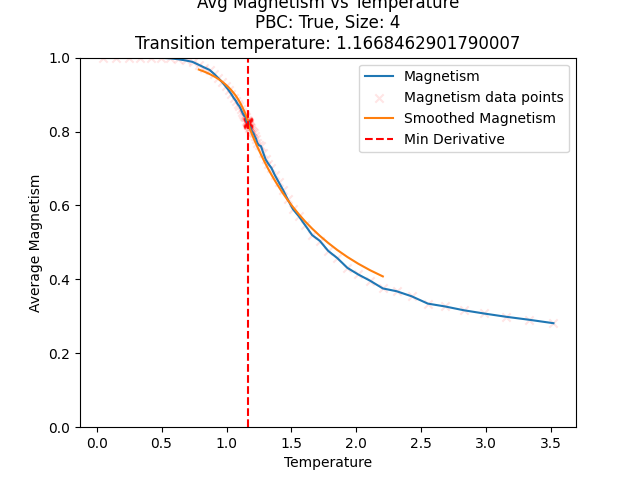 Avg Magnetism vs Temperature
PBC: True, Size: 4
Transition temperature: 1.1668462901790007
Magnetism
Magnetism data points
Smoothed Magnetism
Min Derivative
1.0
0.8
0.6
0.4
0.2
0.0
Average Magnetism
0.0 0.5 1.0 1.5 2.0 2.5 3.0 3.5
Temperature